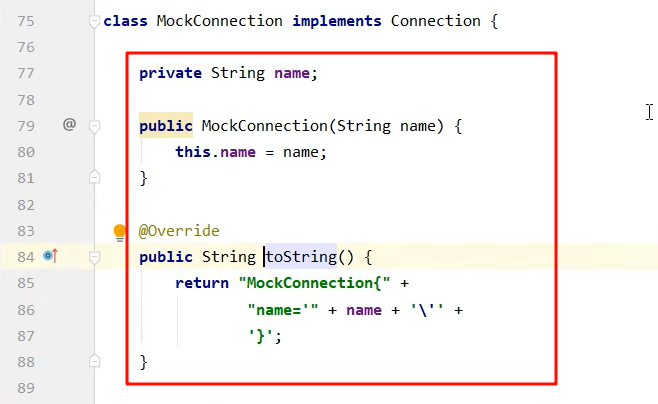 75 class MockConnection implements Connection {
76
77 private String name;
78
79 @ public MockConnection(String name) {
80 this.name = name;
81 }
82
83 @Override
84 public String toString() {
85 return "MockConnection{" +
86 "name='" + name + '\'' +
87 '}';
88 }
89